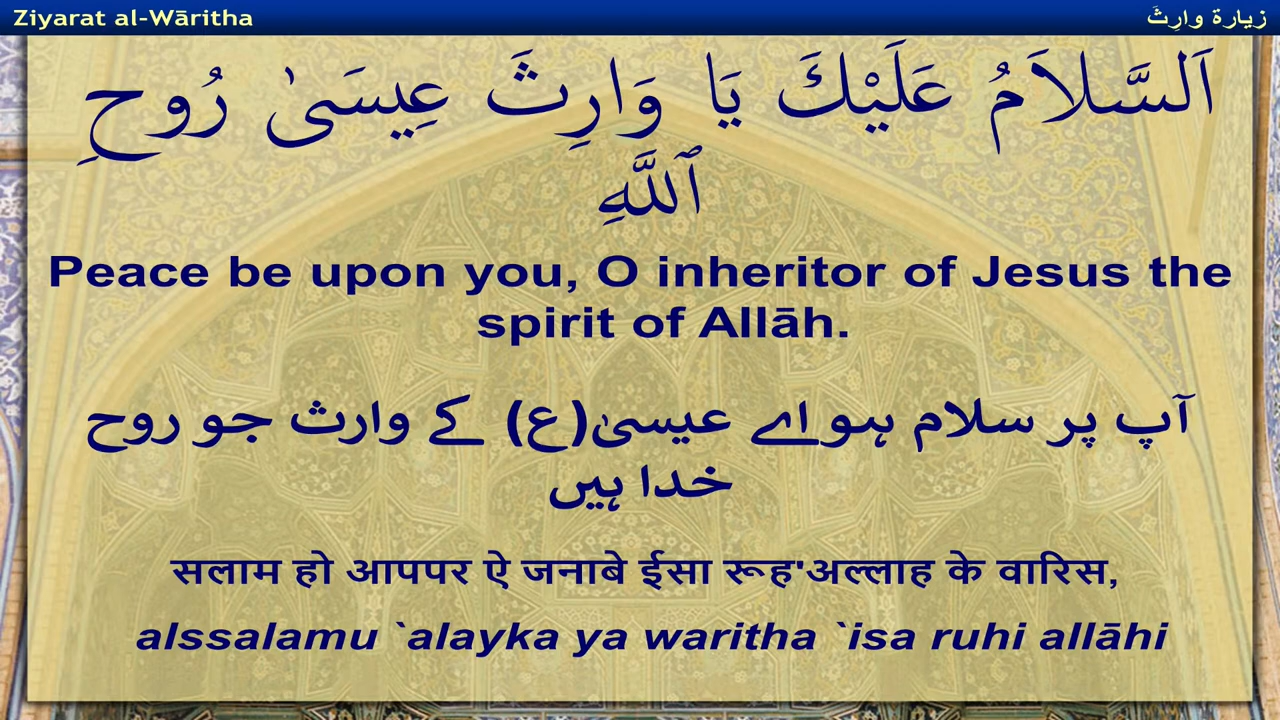 Ziyarat al-Wāritha
زيارة وارِثَ
اَلسَّلاَمُ عَلَيْكَ يَا وَارِثَ عِيسَىٰ رُوحِ
ٱللَّهِ
Peace be upon you, O inheritor of Jesus the
spirit of Allāh.
آپ پر سلام ہو اے عیسیٰ(ع) کے وارث جو روح
خدا ہیں
सलाम हो आपपर ऐ जनाबे ईसा रूह'अल्लाह के वारिस,
alssalamu `alayka ya waritha `isa ruhi allāhi